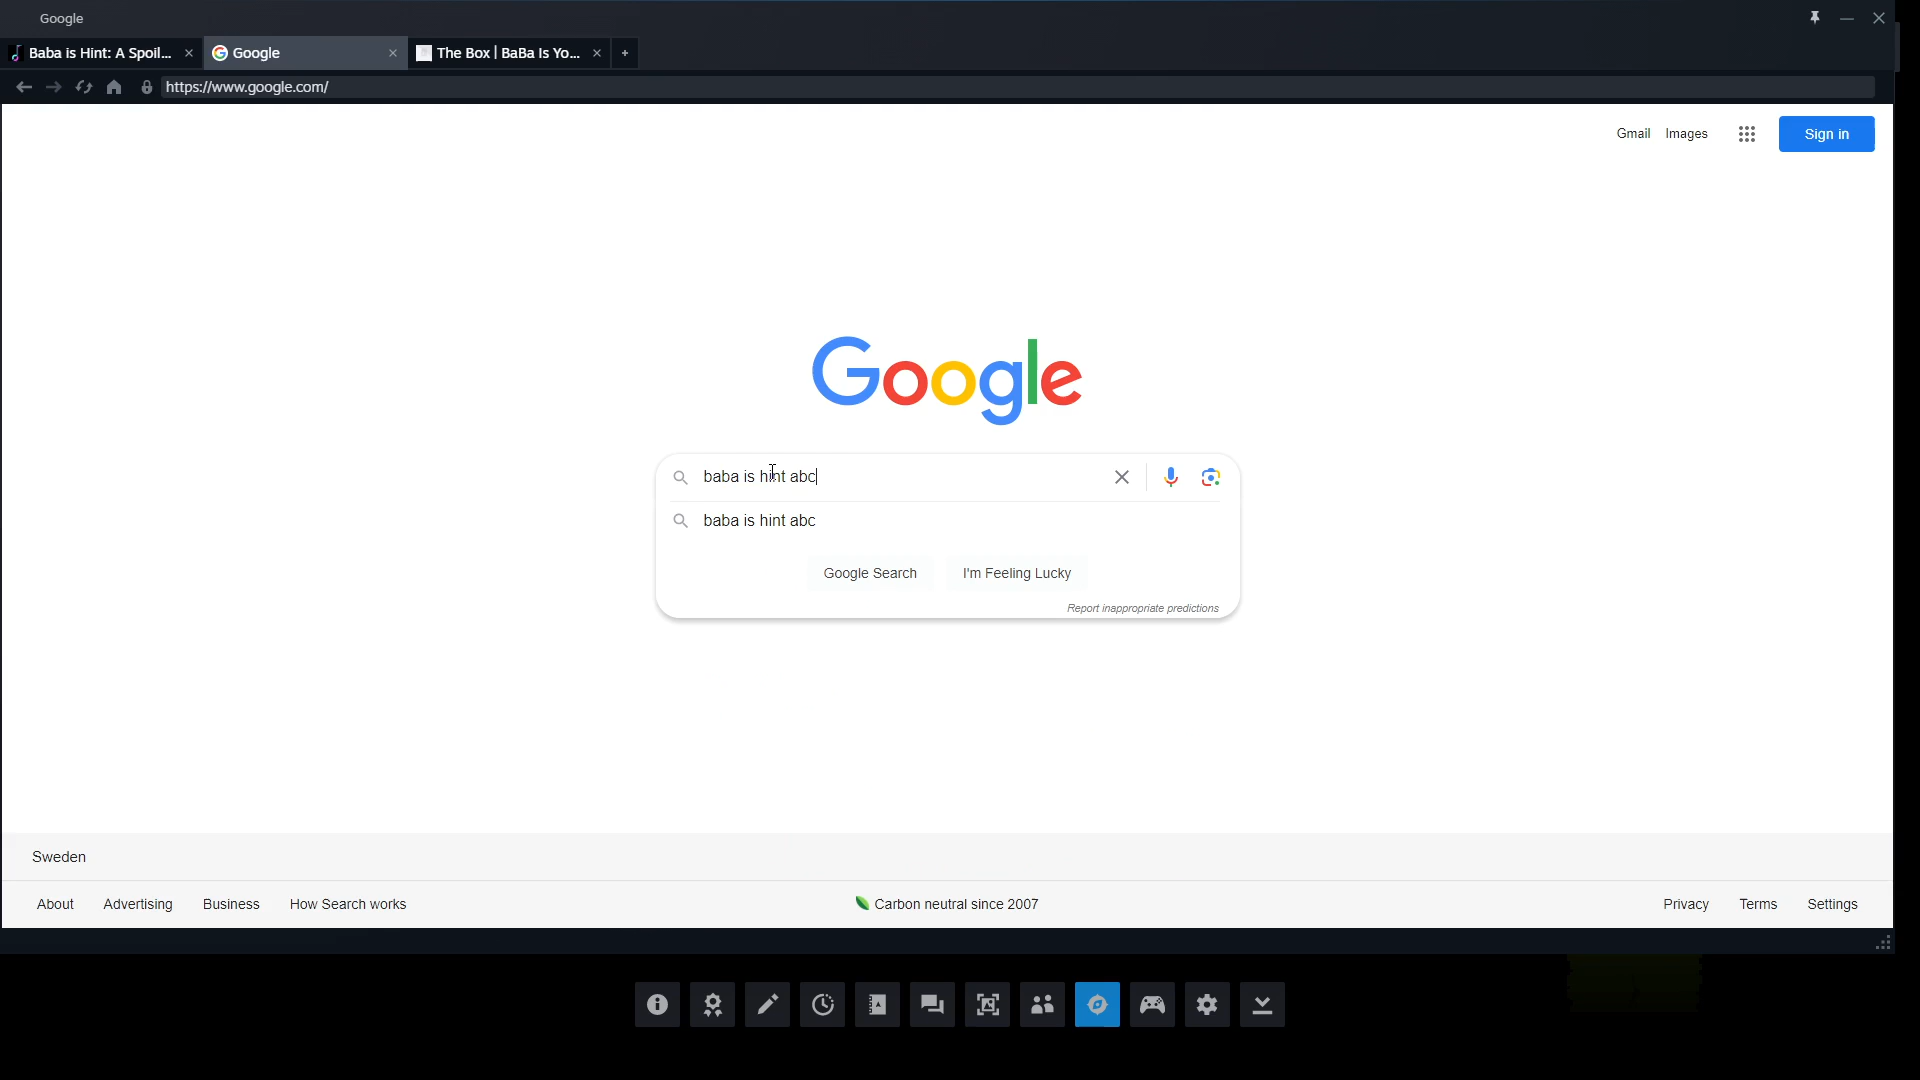 Google
Baba is Hint: A Spoil...
Google
The Box | BaBa Is Yo...
https://www.google.com/
Gmail Images
Sign in
Google
baba is hint abc
baba is hint abc
Google Search
I'm Feeling Lucky
Report inappropriate predictions
Sweden
About Advertising Business How Search works
Carbon neutral since 2007
Privacy Terms Settings